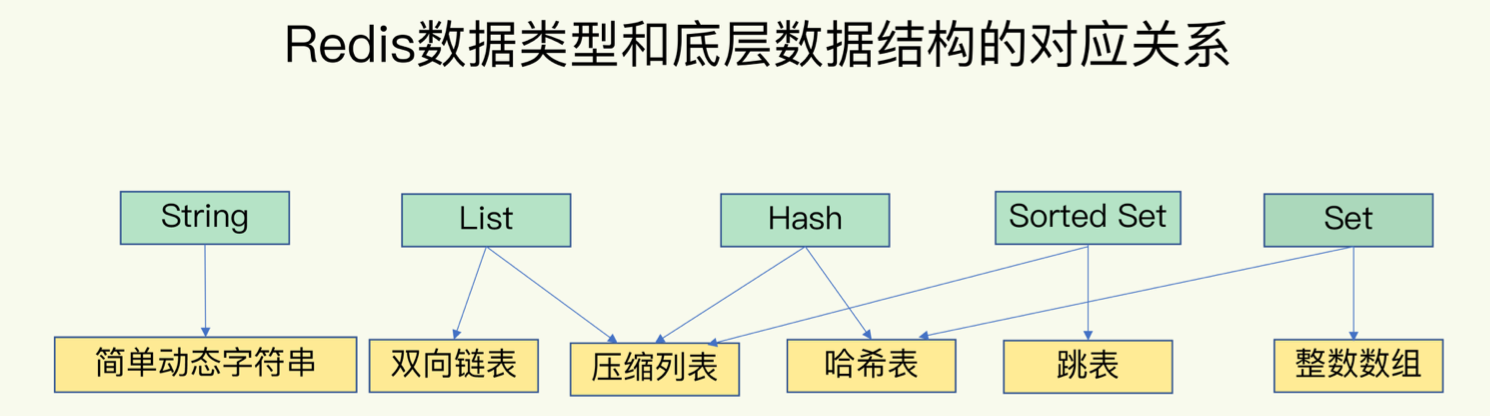 Redis数据类型和底层数据结构的对应关系
String
List
Hash
Sorted Set
Set
简单动态字符串
双向链表
压缩列表
哈希表
跳表
整数数组